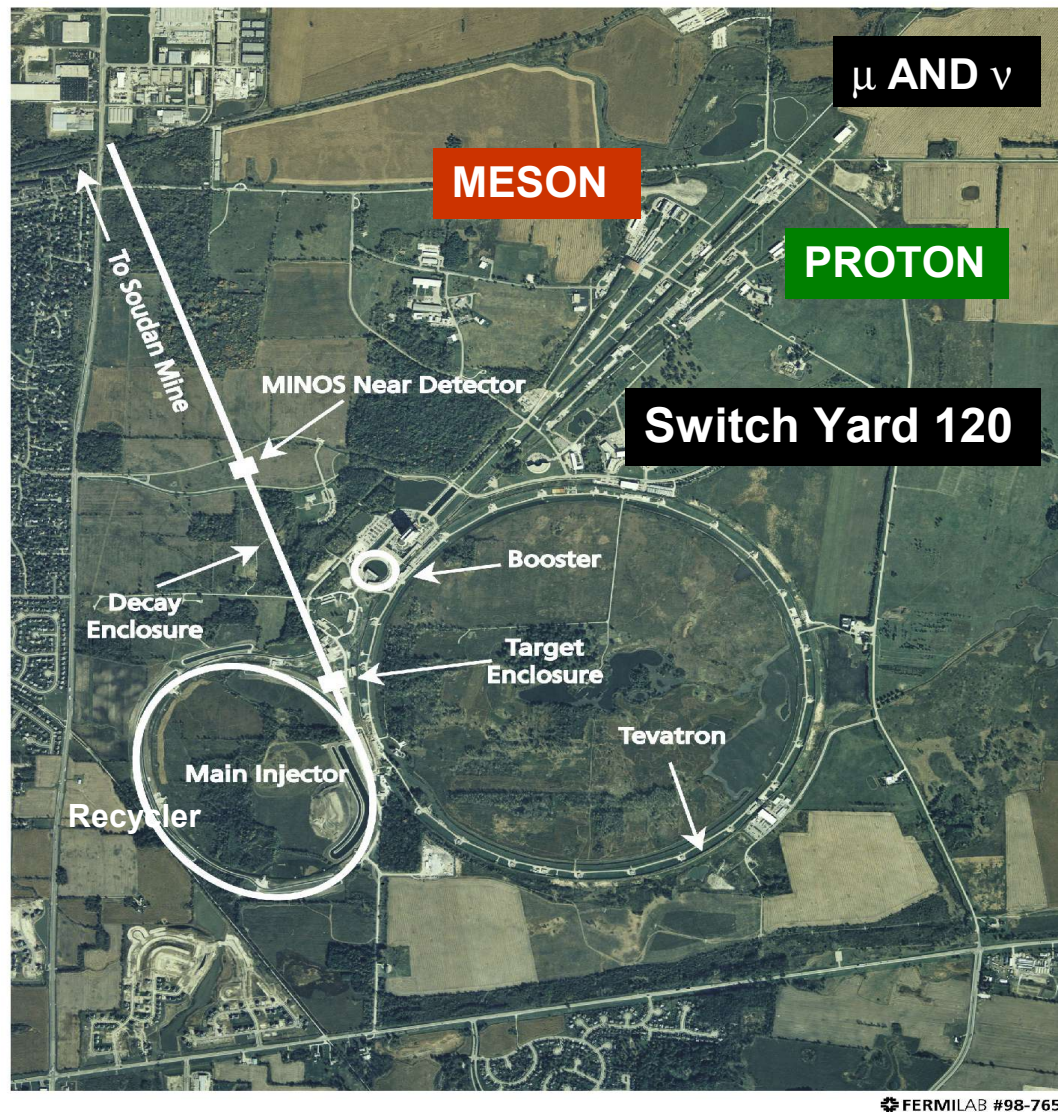 μ AND ν
MESON
PROTON
To Soudan Mine
MINOS Near Detector
Switch Yard 120
Booster
Decay
Enclosure
Target
Enclosure
Tevatron
Main Injector
Recycler
FERMILAB #98-765